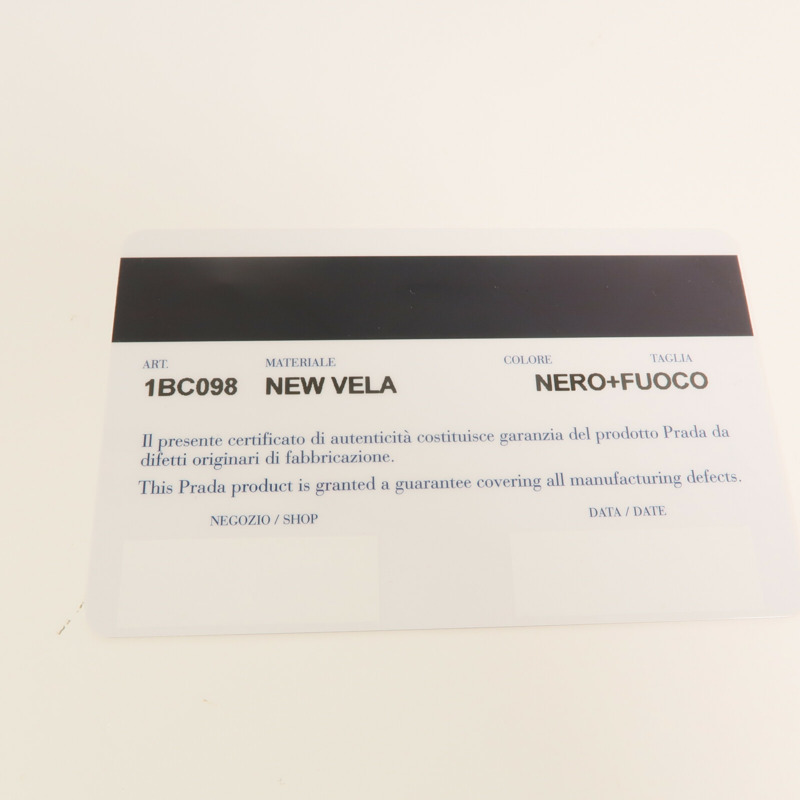 ART. MATERIALE COLORE TAGLIA
1BC098 NEW VELA NERO+FUOCO
Il presente certificato di autenticità costituisce garanzia del prodotto Prada da
difetti originari di fabbricazione.
This Prada product is granted a guarantee covering all manufacturing defects.
NEGOZIO / SHOP DATA / DATE